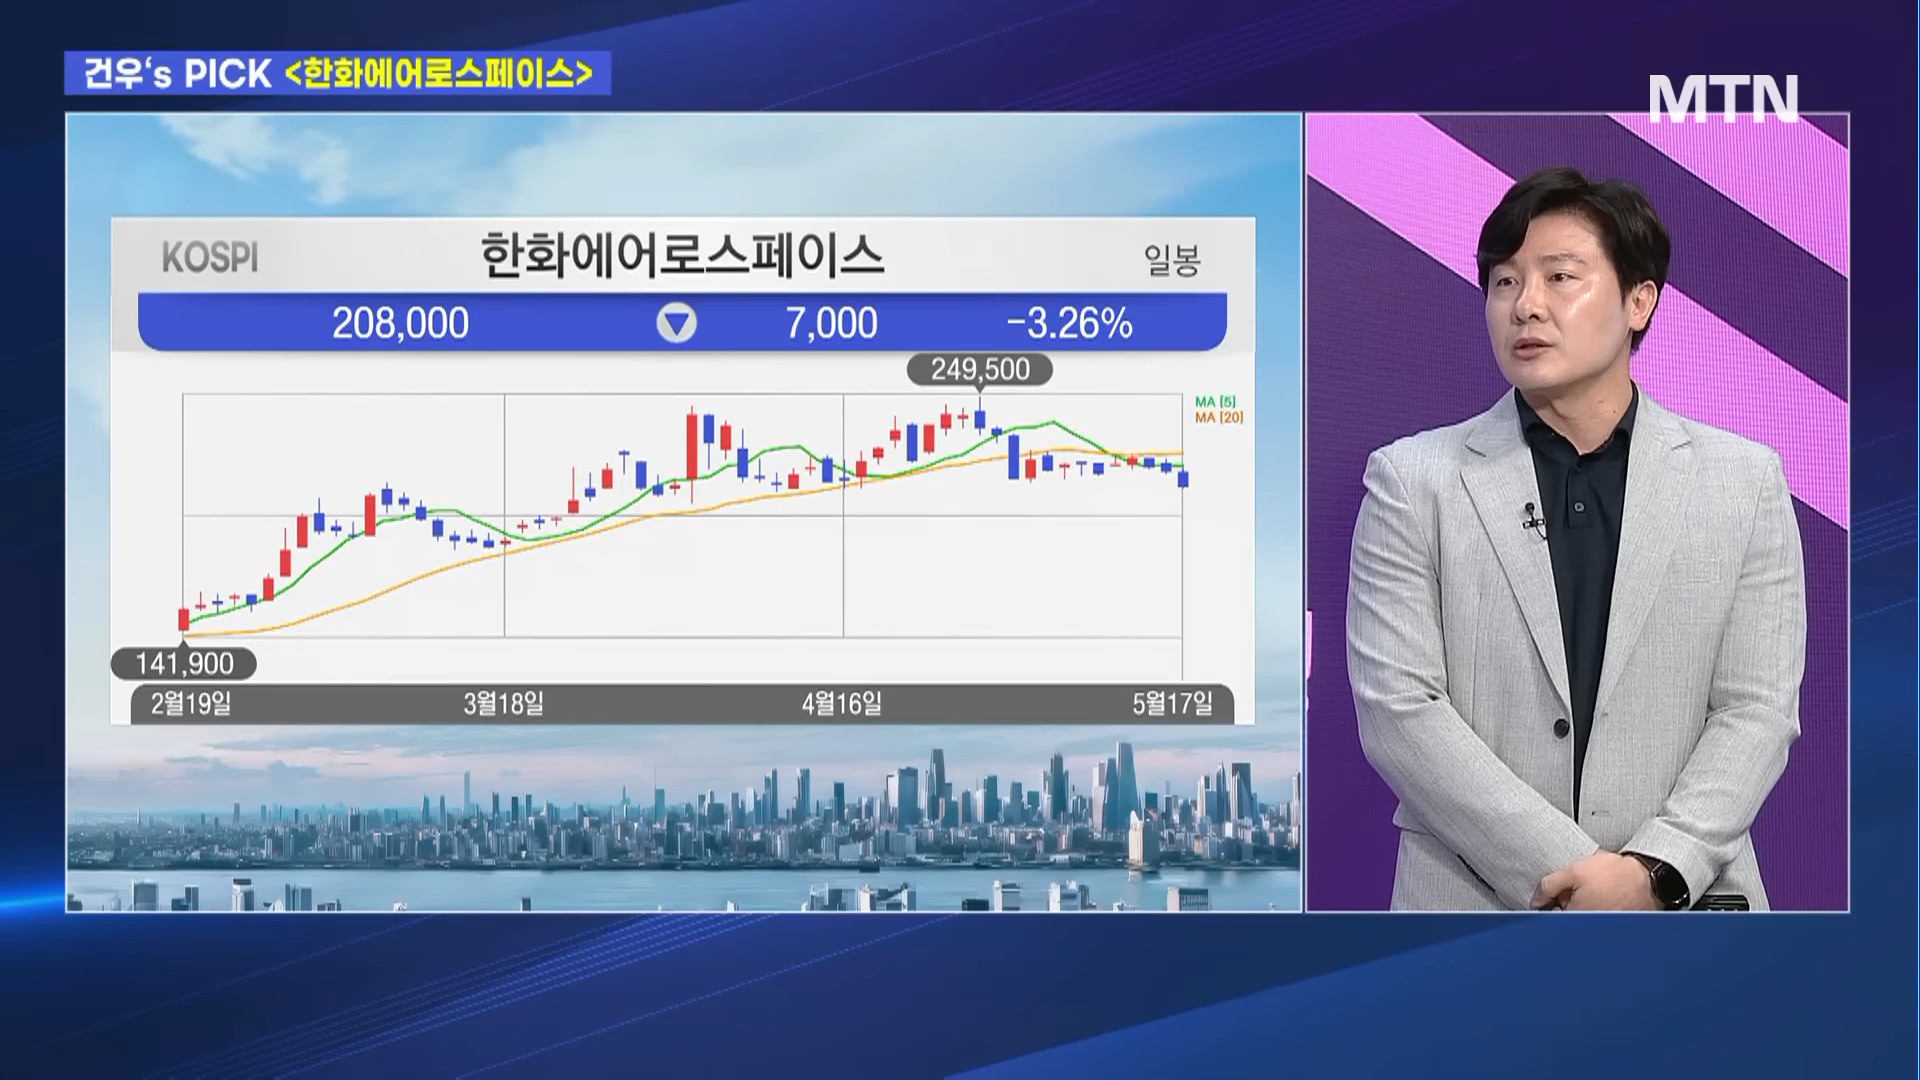 건우‘s PICK <한화에어로스페이스>
MTN
KOSPI 한화에어로스페이스 일봉
208,000 ▼ 7,000 -3.26%
249,500
MA [5]
MA [20]
141,900
2월19일 3월18일 4월16일 5월17일